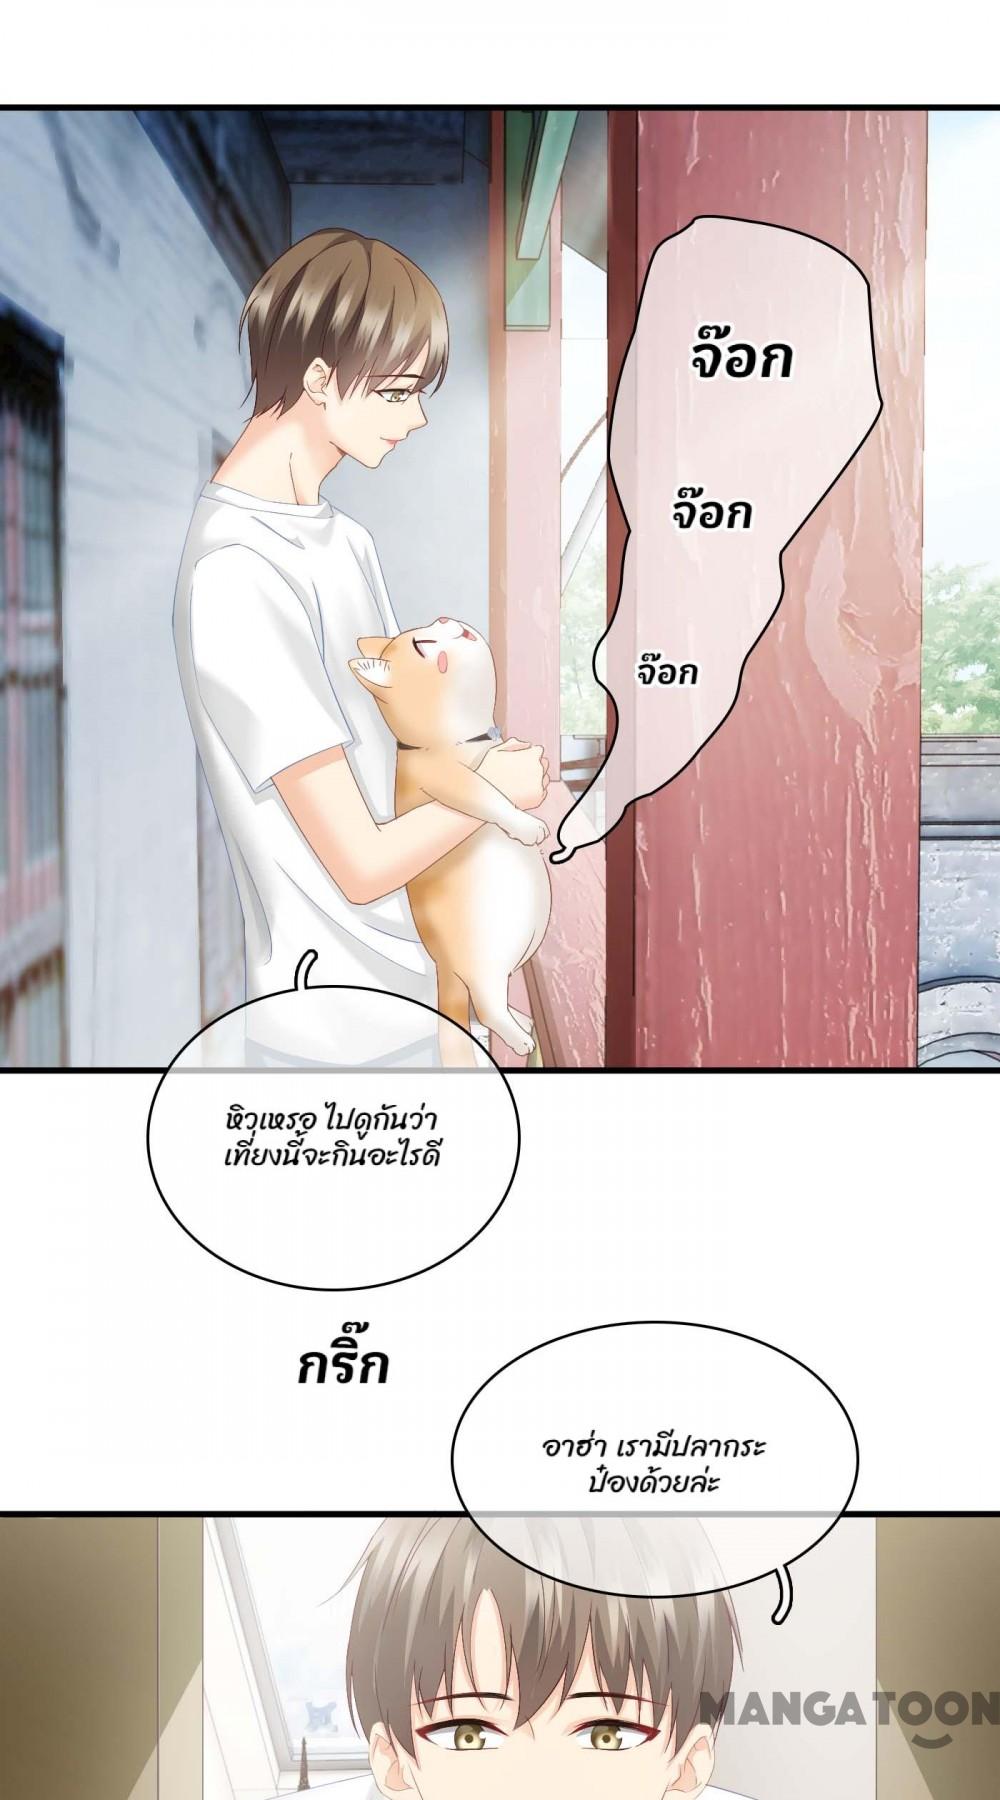 จ๊อก
จ๊อก
จ๊อก
หิวเหรอ ไปดูกันว่า
เที่ยงนี้จะกินอะไรดี
กริ๊ก
อาฮ่า เรามีปลากระ
ป๋องด้วยล่ะ
MANGATOON